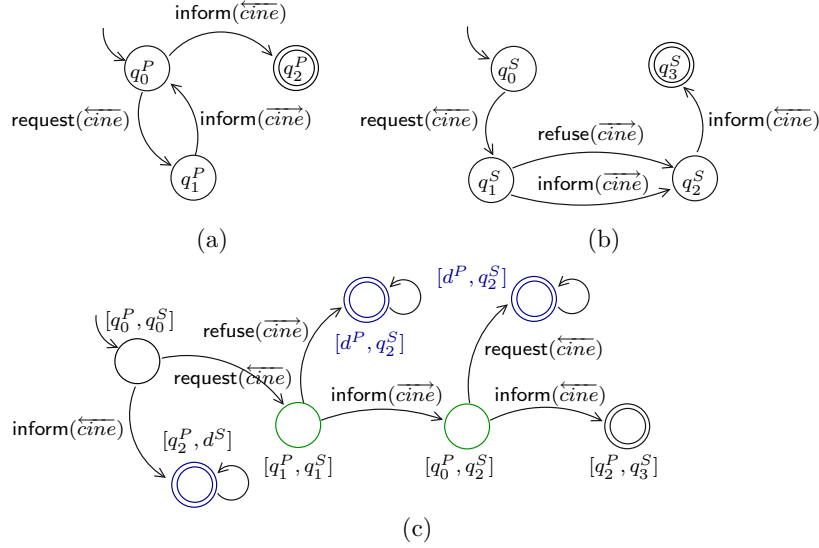 inform(⃖cine)
q₀ᴾ
q₂ᴾ
request(⃖cine)
inform(cine⃗)
q₁ᴾ
(a)
q₀ˢ
q₃ˢ
request(⃖cine)
refuse(cine⃗)
inform(⃖cine)
q₁ˢ
inform(cine⃗)
q₂ˢ
(b)
[q₀ᴾ, q₀ˢ]
[dᴾ, q₂ˢ]
refuse(cine⃗)
[dᴾ, q₂ˢ]
request(⃖cine)
request(⃖cine)
inform(cine⃗)
inform(⃖cine)
inform(⃖cine)
[q₂ᴾ, dˢ]
[q₁ᴾ, q₁ˢ]
[q₀ᴾ, q₂ˢ]
[q₂ᴾ, q₃ˢ]
(c)